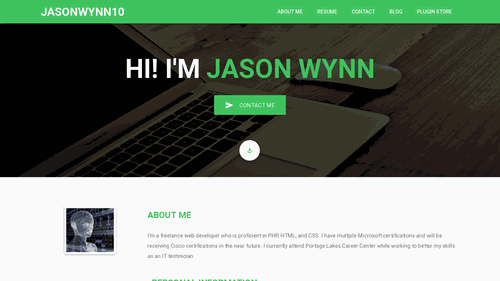 JASONWYNN10
ABOUT ME RESUME CONTACT BLOG PLUGIN STORE
HI! I'M JASON WYNN
CONTACT ME
ABOUT ME
I'm a freelance web developer who is proficient in PHP, HTML, and CSS. I have multiple Microsoft certifications and will be
receiving Cisco certifications in the near future. I currently attend Portage Lakes Career Center while working to better my skills
as an IT technician.
PERSONAL INFORMATION